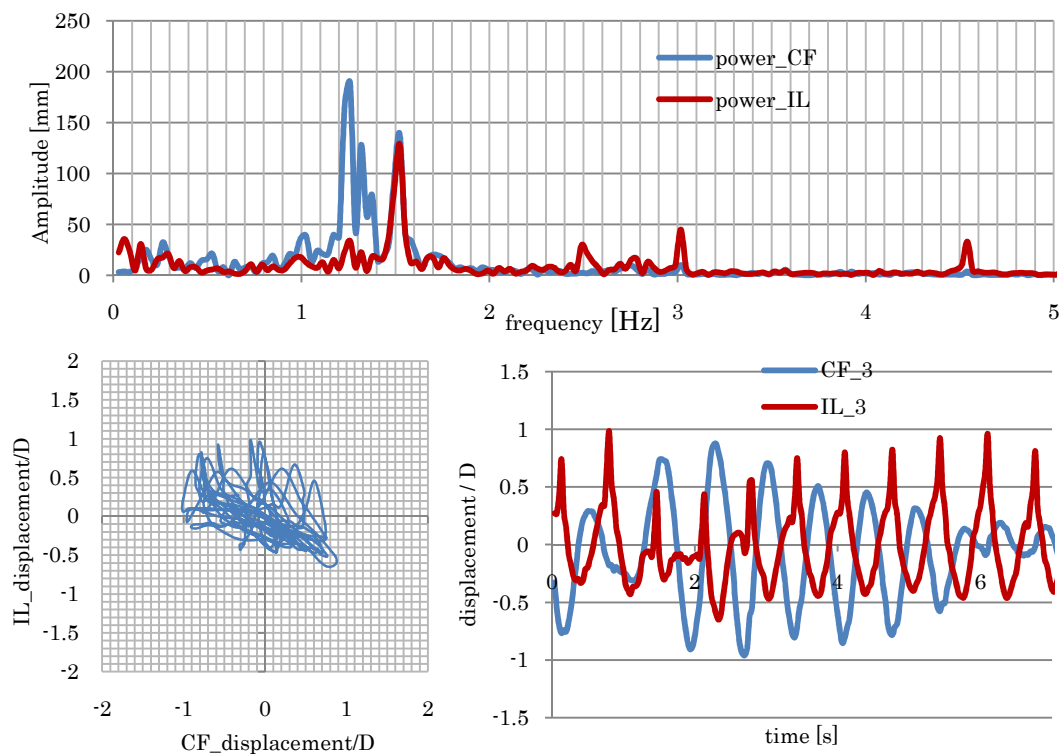 250
200
150
100
50
0
Amplitude [mm]
power_CF
power_IL
0 1 2 3 4 5
frequency [Hz]
2
1.5
1
0.5
0
-0.5
-1
-1.5
-2
IL_displacement/D
-2 -1 0 1 2
CF_displacement/D
1.5
1
0.5
0
-0.5
-1
-1.5
displacement / D
CF_3
IL_3
0 2 4 6
time [s]